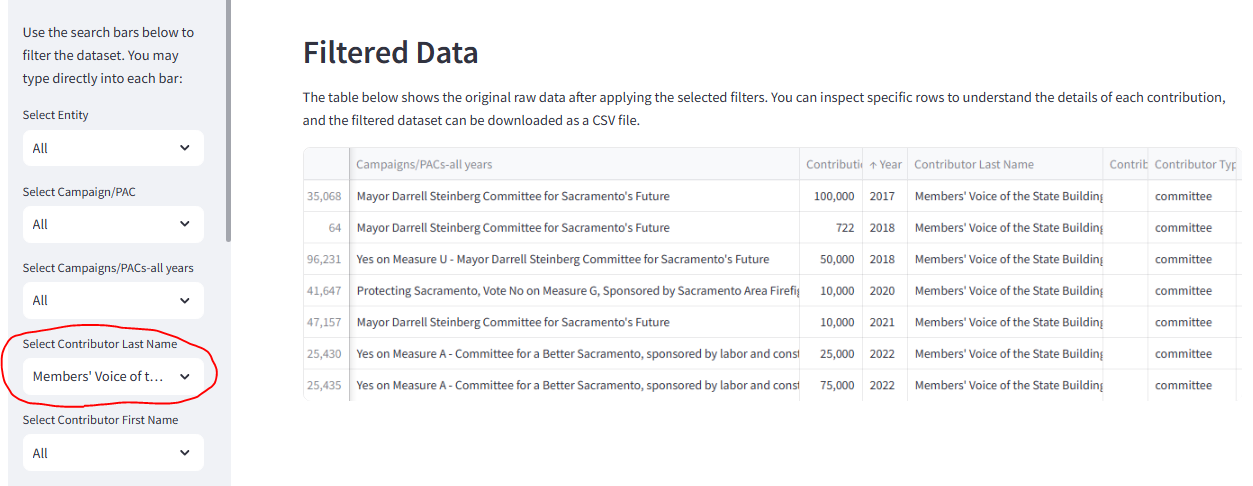 Use the search bars below to
filter the dataset. You may
type directly into each bar:
Select Entity
All
Select Campaign/PAC
All
Select Campaigns/PACs-all years
All
Select Contributor Last Name
Members' Voice of t...
Select Contributor First Name
All
Filtered Data
The table below shows the original raw data after applying the selected filters. You can inspect specific rows to understand the details of each contribution,
and the filtered dataset can be downloaded as a CSV file.
Campaigns/PACs-all years Contributi ↑ Year Contributor Last Name Contrib Contributor Typ
35,068 Mayor Darrell Steinberg Committee for Sacramento's Future 100,000 2017 Members' Voice of the State Building committee
64 Mayor Darrell Steinberg Committee for Sacramento's Future 722 2018 Members' Voice of the State Building committee
96,231 Yes on Measure U - Mayor Darrell Steinberg Committee for Sacramento's Future 50,000 2018 Members' Voice of the State Building committee
41,647 Protecting Sacramento, Vote No on Measure G, Sponsored by Sacramento Area Firefig 10,000 2020 Members' Voice of the State Building committee
47,157 Mayor Darrell Steinberg Committee for Sacramento's Future 10,000 2021 Members' Voice of the State Building committee
25,430 Yes on Measure A - Committee for a Better Sacramento, sponsored by labor and const 25,000 2022 Members' Voice of the State Building committee
25,435 Yes on Measure A - Committee for a Better Sacramento, sponsored by labor and const 75,000 2022 Members' Voice of the State Building committee